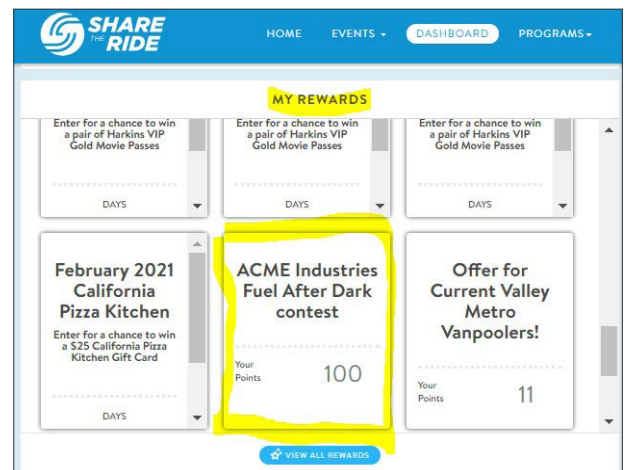 SHARE
THE RIDE
HOME EVENTS DASHBOARD PROGRAMS
MY REWARDS
Enter for a chance to win
a pair of Harkins VIP
Gold Movie Passes
DAYS
Enter for a chance to win
a pair of Harkins VIP
Gold Movie Passes
DAYS
Enter for a chance to win
a pair of Harkins VIP
Gold Movie Passes
DAYS
February 2021
California
Pizza Kitchen
Enter for a chance to win
a $25 California Pizza
Kitchen Gift Card
DAYS
ACME Industries
Fuel After Dark
contest
Your
Points
100
Offer for
Current Valley
Metro
Vanpoolers!
Your
Points
11
VIEW ALL REWARDS